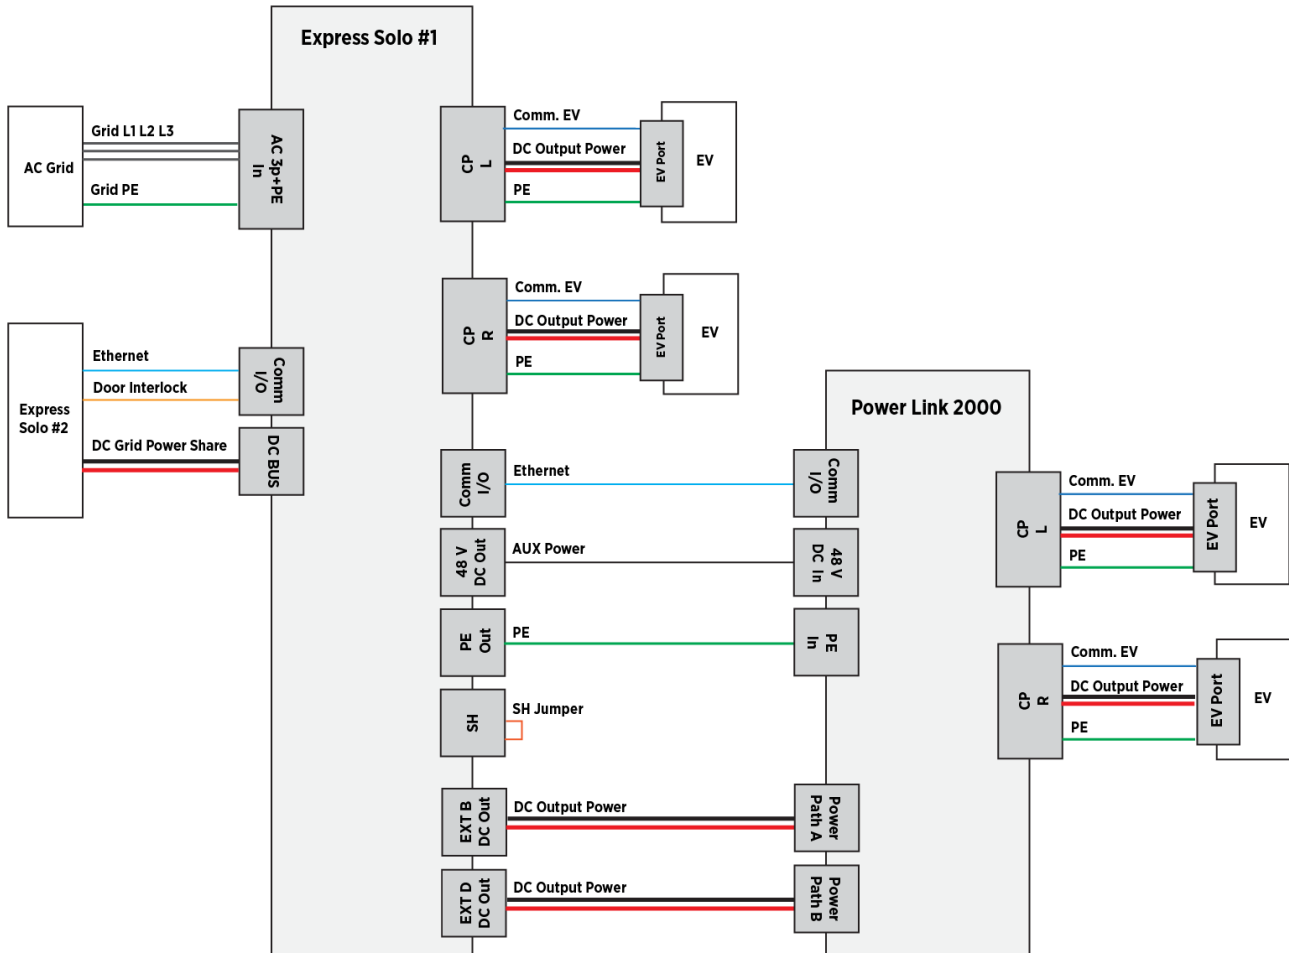 Express Solo #1
AC Grid
Grid L1 L2 L3
Grid PE
AC 3p+PE
In
CP
L
Comm. EV
DC Output Power
PE
EV Port
EV
CP
R
Comm. EV
DC Output Power
PE
EV Port
EV
Express
Solo #2
Ethernet
Door Interlock
DC Grid Power Share
Comm
I/O
DC BUS
Comm
I/O
Ethernet
Comm
I/O
48 V
DC Out
AUX Power
48 V
DC In
PE
Out
PE
PE
In
SH
SH Jumper
EXT B
DC Out
DC Output Power
Power
Path A
EXT D
DC Out
DC Output Power
Power
Path B
Power Link 2000
CP
L
Comm. EV
DC Output Power
PE
EV Port
EV
CP
R
Comm. EV
DC Output Power
PE
EV Port
EV